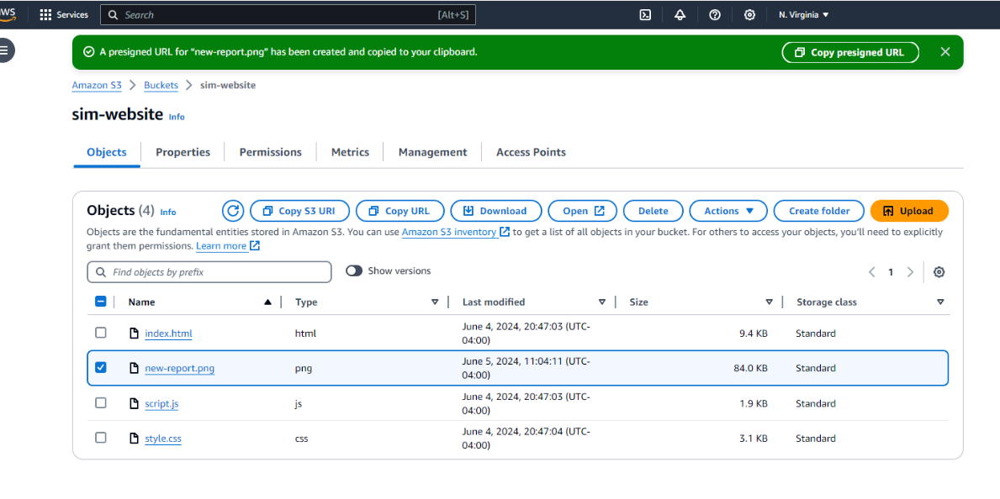 aws
Services
Search [Alt+S]
N. Virginia
A presigned URL for “new-report.png” has been created and copied to your clipboard.
Copy presigned URL
Amazon S3 > Buckets > sim-website
sim-website Info
Objects Properties Permissions Metrics Management Access Points
Objects (4) Info Copy S3 URI Copy URL Download Open Delete Actions Create folder Upload
Objects are the fundamental entities stored in Amazon S3. You can use Amazon S3 inventory to get a list of all objects in your bucket. For others to access your objects, you’ll need to explicitly
grant them permissions. Learn more
Find objects by prefix Show versions 1
Name Type Last modified Size Storage class
index.html html June 4, 2024, 20:47:03 (UTC-
04:00) 9.4 KB Standard
new-report.png png June 5, 2024, 11:04:11 (UTC-
04:00) 84.0 KB Standard
script.js js June 4, 2024, 20:47:03 (UTC-
04:00) 1.9 KB Standard
style.css css June 4, 2024, 20:47:04 (UTC-
04:00) 3.1 KB Standard